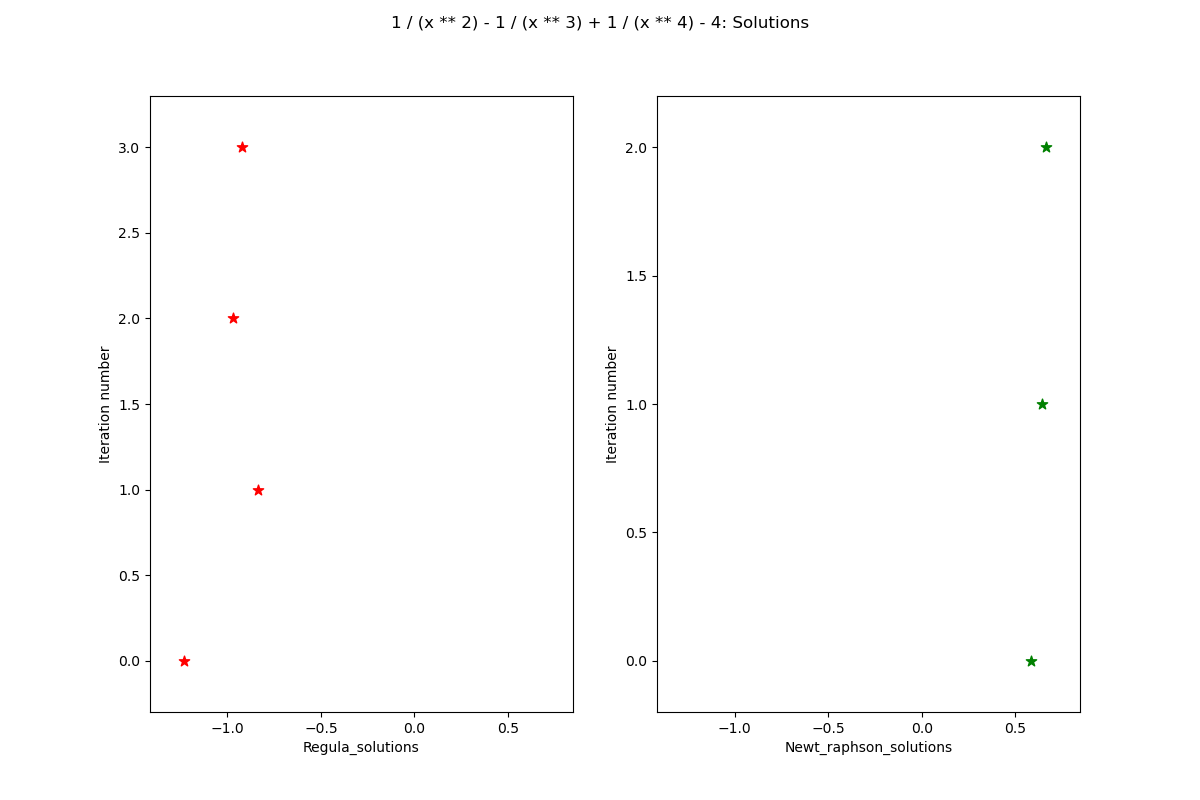 1 / (x ** 2) - 1 / (x ** 3) + 1 / (x ** 4) - 4: Solutions
3.0
2.5
2.0
1.5
1.0
0.5
0.0
Iteration number
−1.0 −0.5 0.0 0.5
Regula_solutions
2.0
1.5
1.0
0.5
0.0
Iteration number
−1.0 −0.5 0.0 0.5
Newt_raphson_solutions